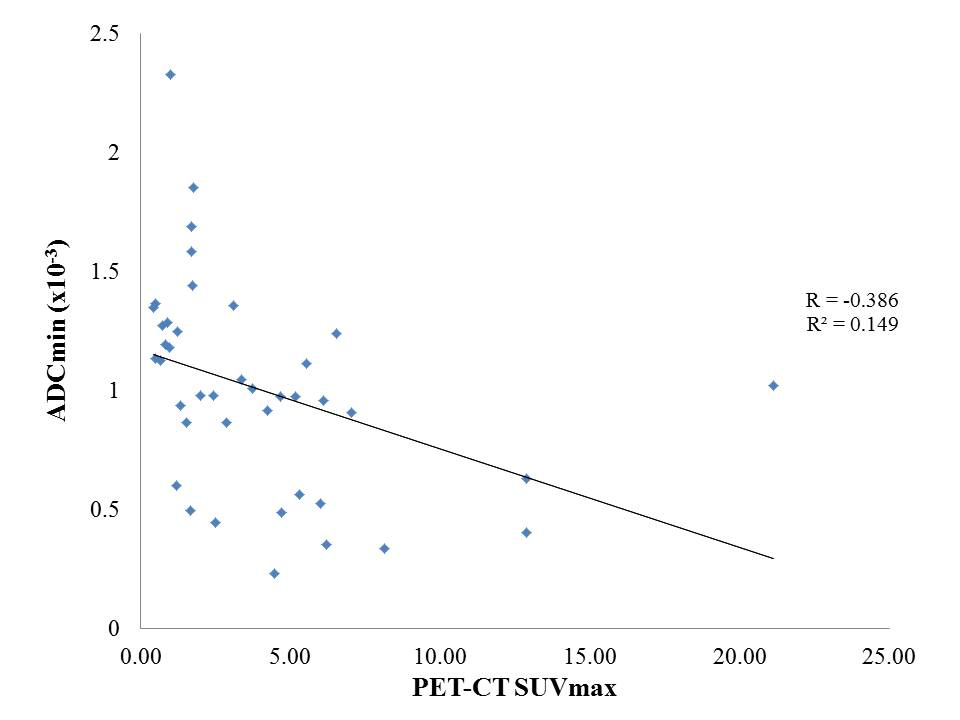 2.5
2
1.5
1
0.5
0
ADCmin (x10⁻³)
R = -0.386
R² = 0.149
0.00 5.00 10.00 15.00 20.00 25.00
PET-CT SUVmax